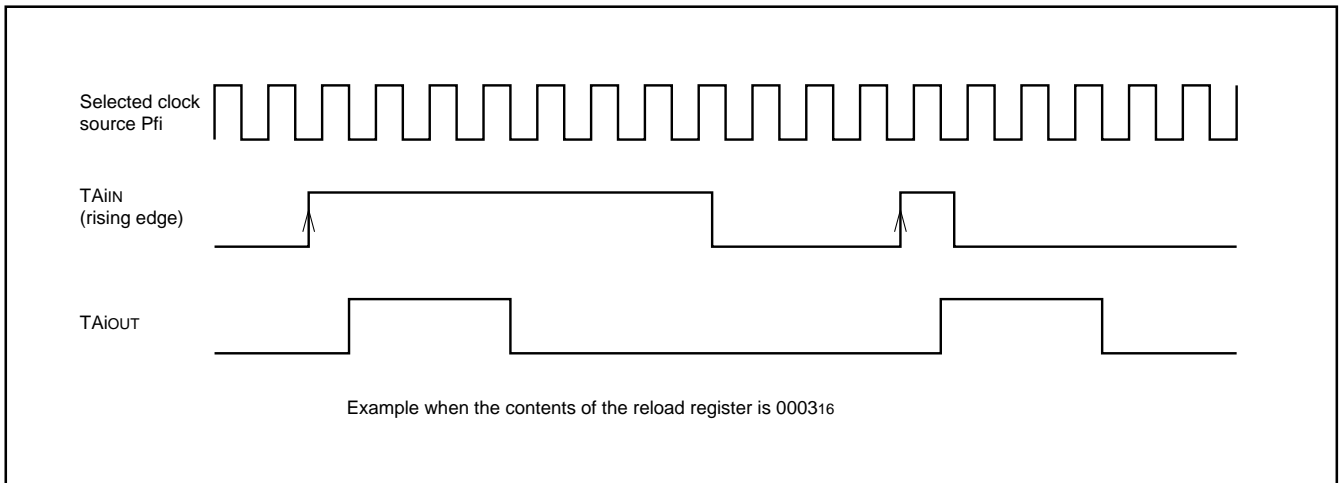 Selected clock
source Pfi
TAiIN
(rising edge)
TAiOUT
Example when the contents of the reload register is 000316